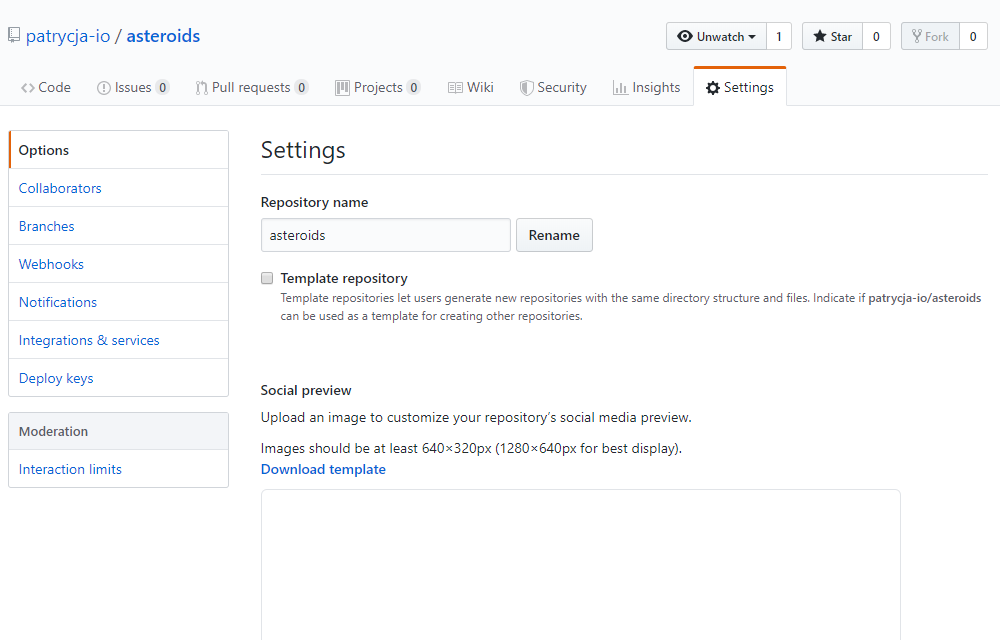 patrycja-io / asteroids
Unwatch 1 Star 0 Fork 0
Code Issues 0 Pull requests 0 Projects 0 Wiki Security Insights Settings
Options
Collaborators
Branches
Webhooks
Notifications
Integrations & services
Deploy keys
Moderation
Interaction limits
Settings
Repository name
asteroids Rename
Template repository
Template repositories let users generate new repositories with the same directory structure and files. Indicate if patrycja-io/asteroids
can be used as a template for creating other repositories.
Social preview
Upload an image to customize your repository’s social media preview.
Images should be at least 640×320px (1280×640px for best display).
Download template